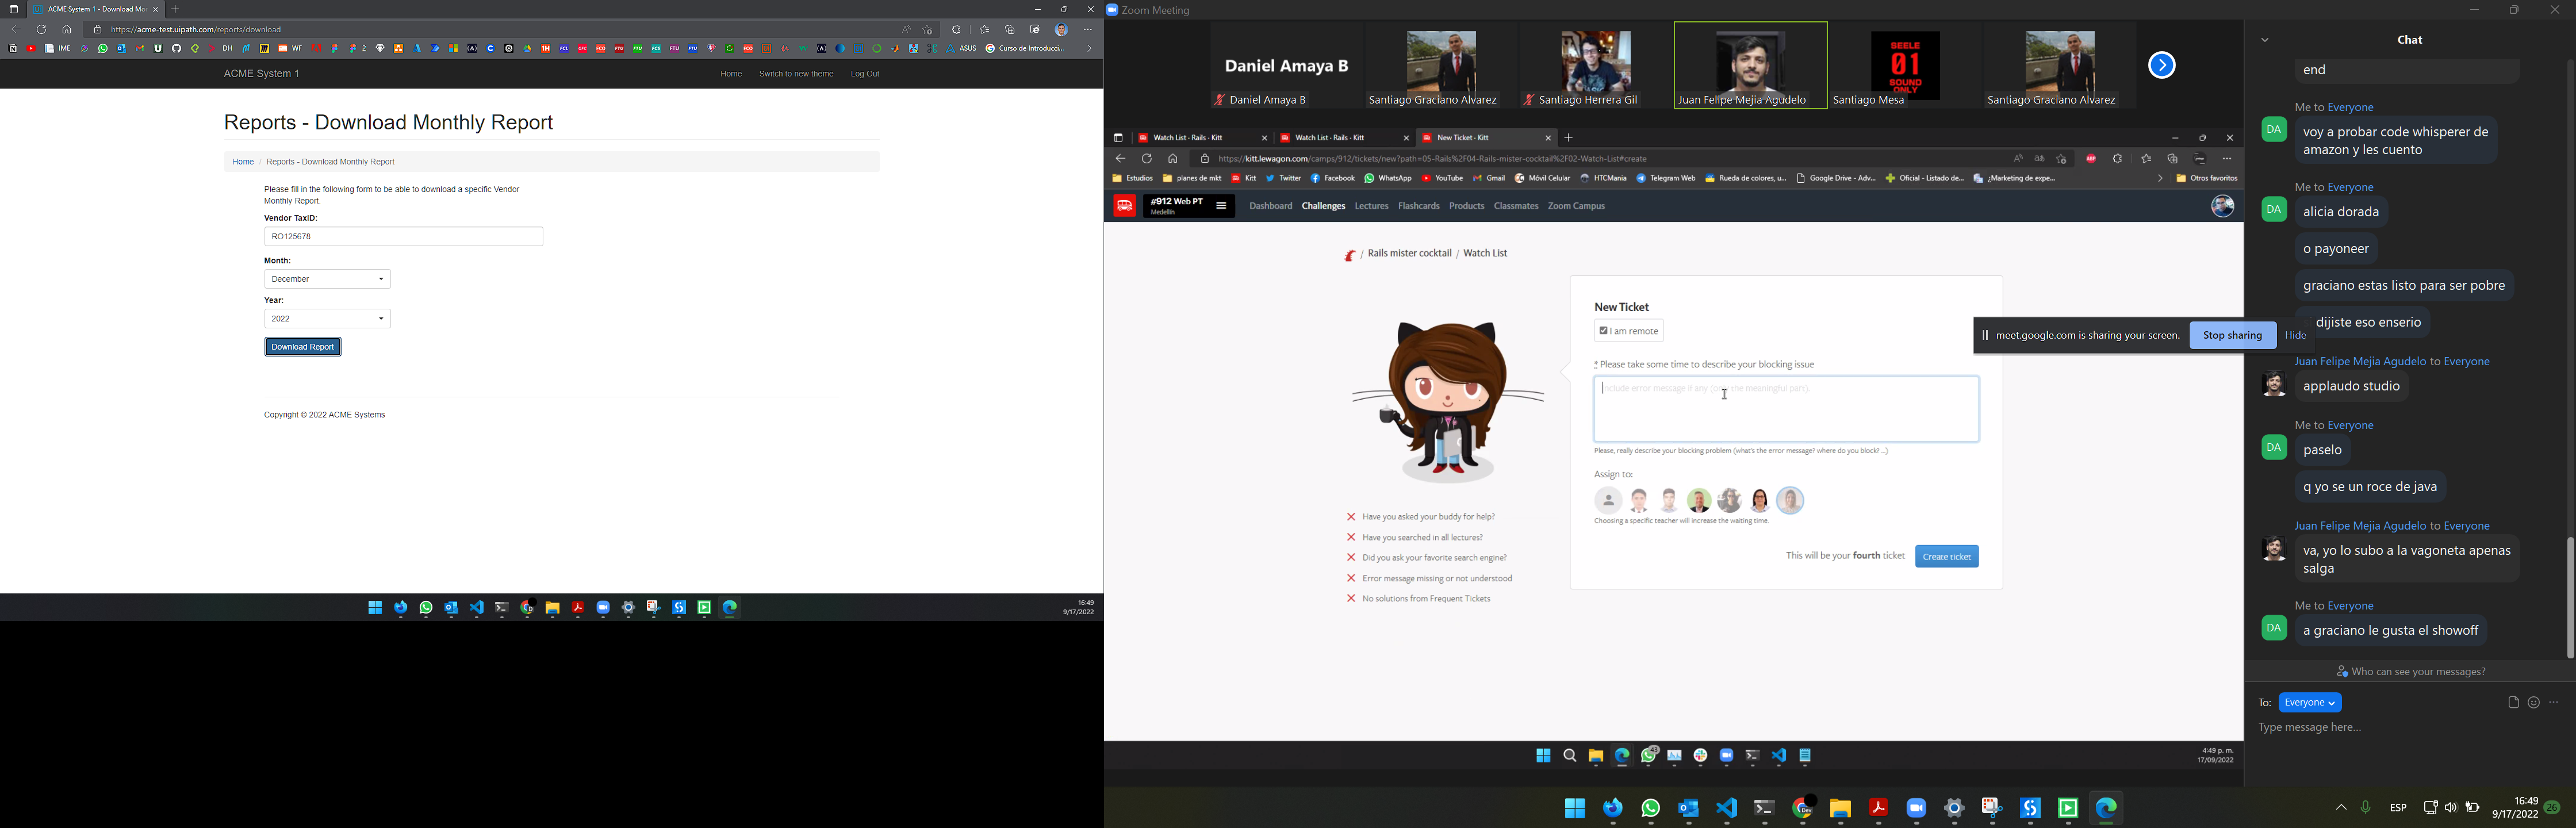 ACME System 1 - Download Mo
https://acme-test.uipath.com/reports/download
IME
DH
WF
2
ASUS
Curso de Introducci...
ACME System 1
Home
Switch to new theme
Log Out
Reports - Download Monthly Report
Home / Reports - Download Monthly Report
Please fill in the following form to be able to download a specific Vendor
Monthly Report.
Vendor TaxID:
RO125678
Month:
December
Year:
2022
Download Report
Copyright © 2022 ACME Systems
16:49
9/17/2022
Zoom Meeting
Daniel Amaya B
Daniel Amaya B
Santiago Graciano Alvarez
Santiago Herrera Gil
Juan Felipe Mejia Agudelo
SEELE
01
SOUND
ONLY
Santiago Mesa
Santiago Graciano Alvarez
Watch List - Rails - Kitt
Watch List - Rails - Kitt
New Ticket - Kitt
https://kitt.lewagon.com/camps/912/tickets/new?path=05-Rails%2F04-Rails-mister-cocktail%2F02-Watch-List#create
Estudios
planes de mkt
Kitt
Twitter
Facebook
WhatsApp
YouTube
Gmail
Móvil Celular
HTCMania
Telegram Web
Rueda de colores, u...
Google Drive - Adv...
Oficial - Listado de...
¿Marketing de expe...
Otros favoritos
#912 Web PT
Medellín
Dashboard
Challenges
Lectures
Flashcards
Products
Classmates
Zoom Campus
/ Rails mister cocktail / Watch List
New Ticket
I am remote
* Please take some time to describe your blocking issue
Include error message if any (only the meaningful part).
Please, really describe your blocking problem (what's the error message? where do you block? ...)
Assign to:
Choosing a specific teacher will increase the waiting time.
This will be your fourth ticket
Create ticket
Have you asked your buddy for help?
Have you searched in all lectures?
Did you ask your favorite search engine?
Error message missing or not understood
No solutions from Frequent Tickets
43
4:49 p. m.
17/09/2022
meet.google.com is sharing your screen.
Stop sharing
Hide
Chat
end
Me to Everyone
DA
voy a probar code whisperer de
amazon y les cuento
Me to Everyone
DA
alicia dorada
o payoneer
graciano estas listo para ser pobre
dijiste eso enserio
Juan Felipe Mejia Agudelo to Everyone
applaudo studio
Me to Everyone
DA
paselo
q yo se un roce de java
Juan Felipe Mejia Agudelo to Everyone
va, yo lo subo a la vagoneta apenas
salga
Me to Everyone
DA
a graciano le gusta el showoff
Who can see your messages?
To:
Everyone
Type message here...
Dev
ESP
16:49
9/17/2022
26